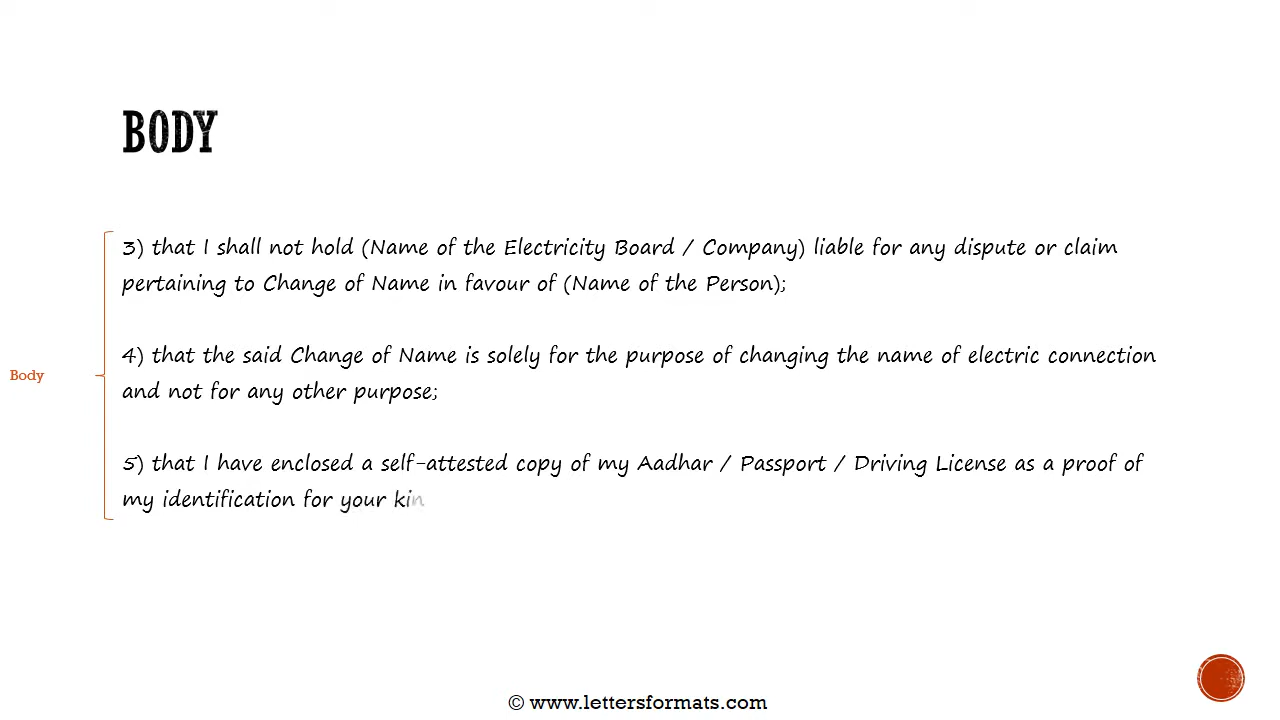 BODY
3) that I shall not hold (Name of the Electricity Board / Company) liable for any dispute or claim
pertaining to Change of Name in favour of (Name of the Person);
4) that the said Change of Name is solely for the purpose of changing the name of electric connection
Body
and not for any other purpose;
5) that I have enclosed a self-attested copy of my Aadhar / Passport / Driving License as a proof of
my identification for your kin
© www.lettersformats.com